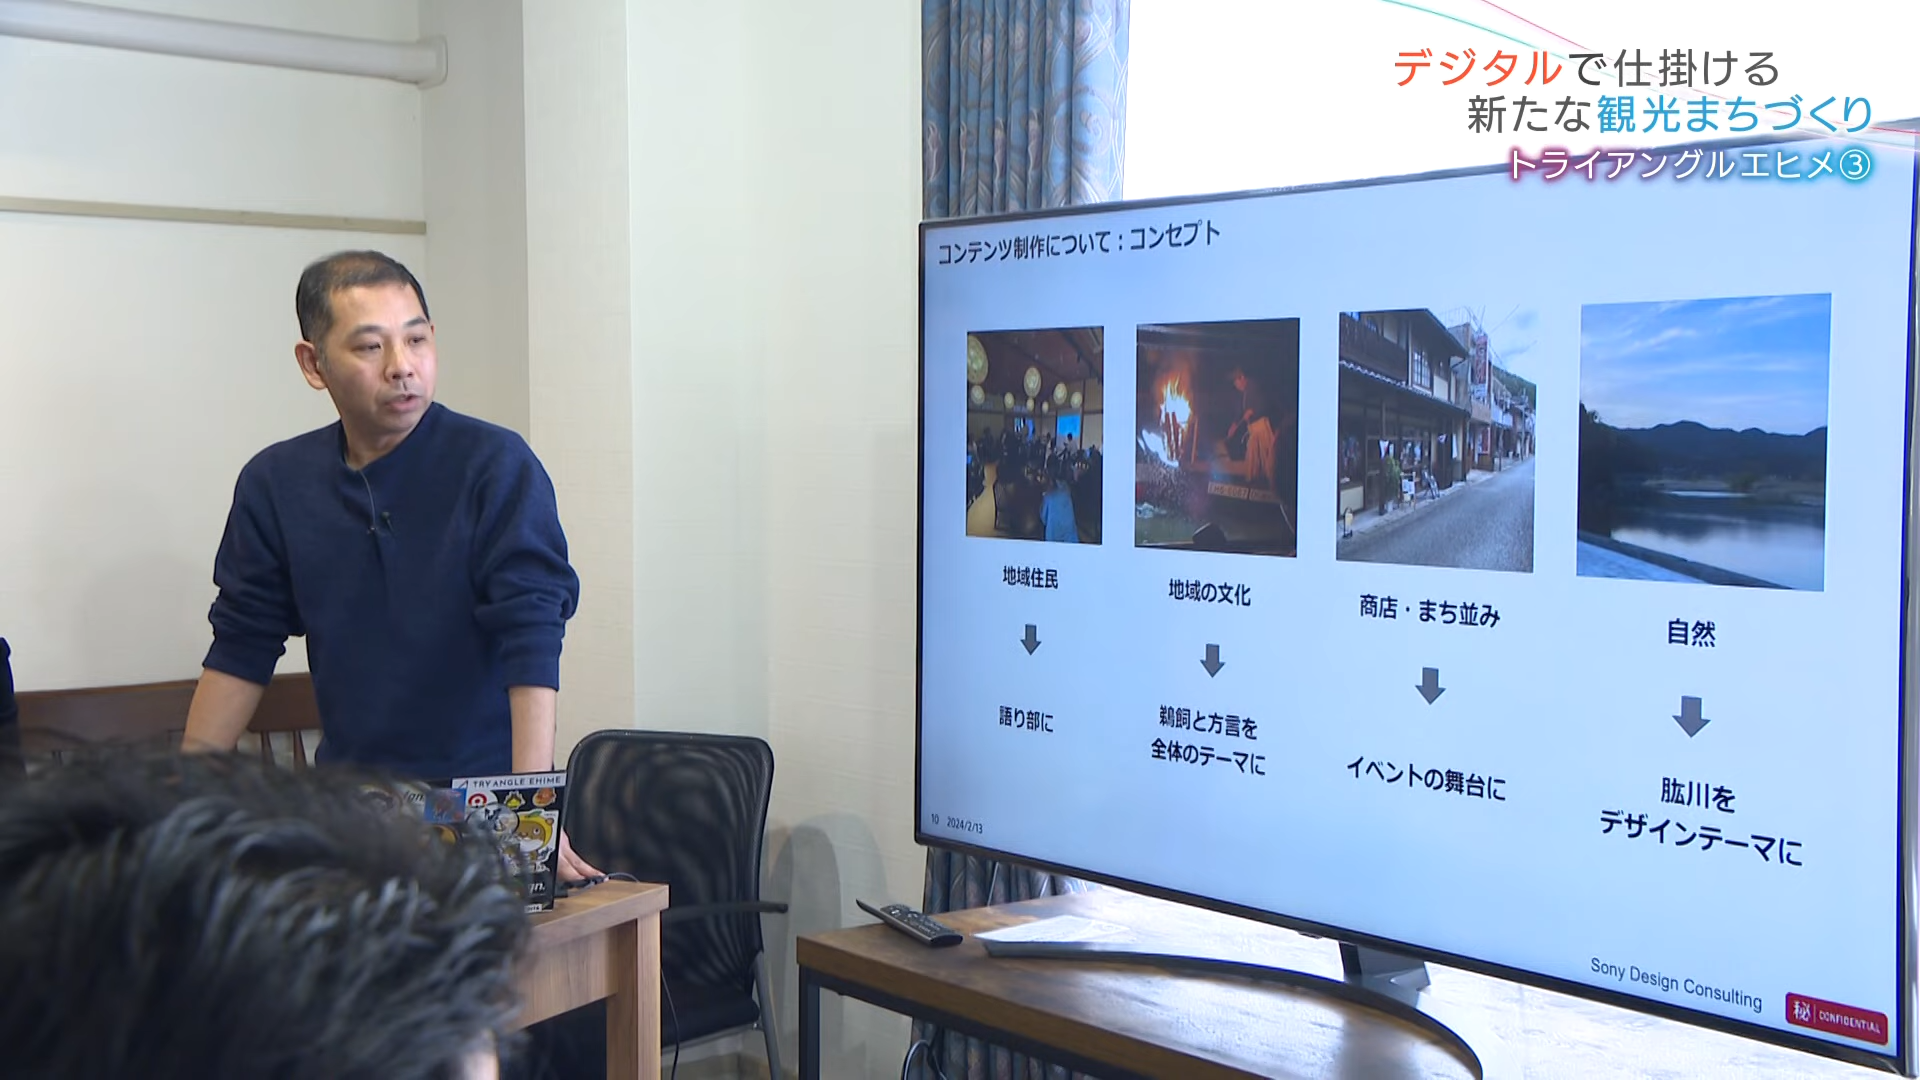 デジタルで仕掛ける
新たな観光まちづくり
トライアングルエヒメ③
コンテンツ制作について：コンセプト
地域住民
地域の文化
商店・まち並み
自然
語り部に
鵜飼と方言を
全体のテーマに
イベントの舞台に
肱川を
デザインテーマに
10 2024/2/13
Sony Design Consulting
秘 CONFIDENTIAL
TRYANGLE EHIME